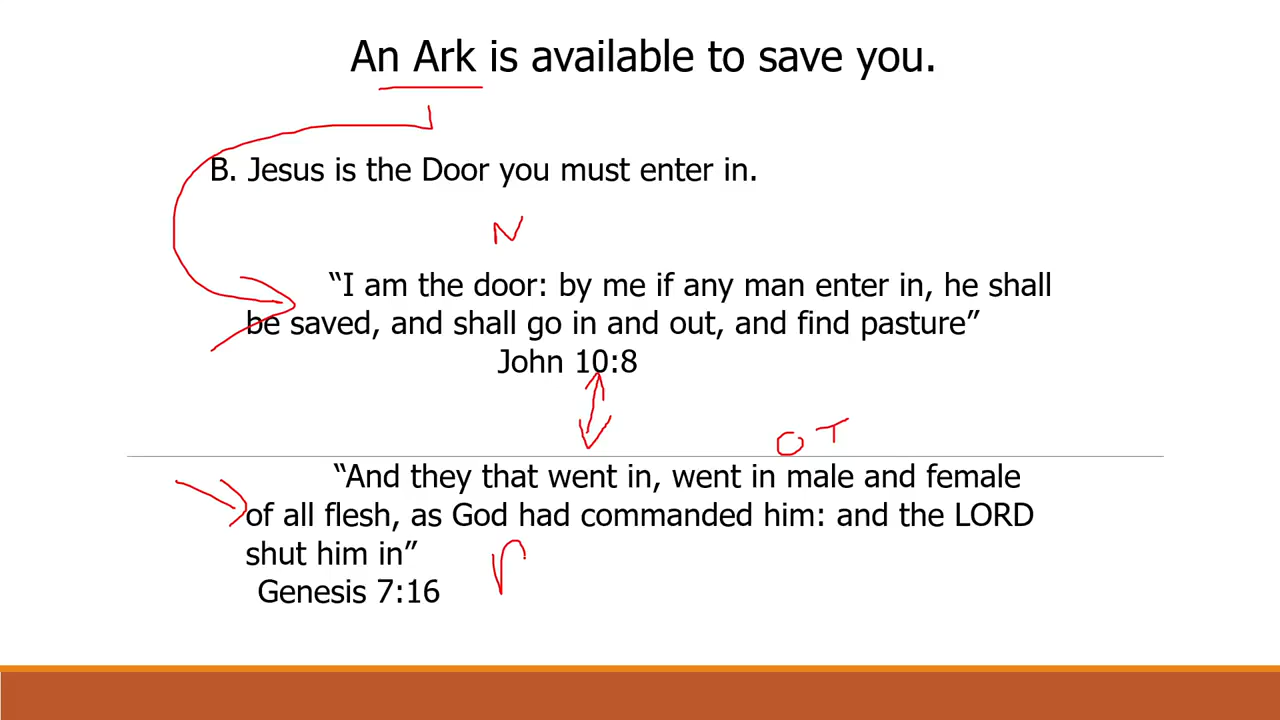 An Ark is available to save you.
B. Jesus is the Door you must enter in.
N
“I am the door: by me if any man enter in, he shall
be saved, and shall go in and out, and find pasture”
John 10:8
OT
“And they that went in, went in male and female
of all flesh, as God had commanded him: and the LORD
shut him in”
Genesis 7:16